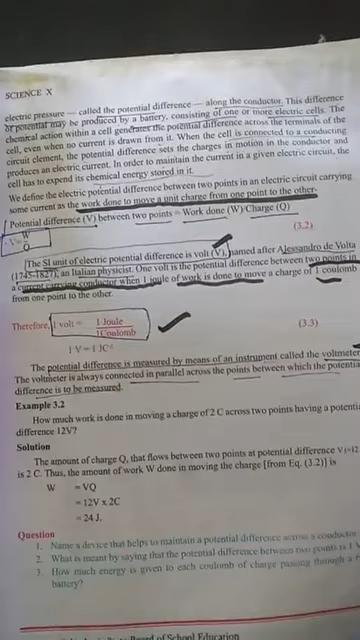 SCIENCE X
electric pressure — called the potential difference — along the conductor. This difference
of potential may be produced by a battery, consisting of one or more electric cells. The
chemical action within a cell generates the potential difference across the terminals of the
cell, even when no current is drawn from it. When the cell is connected to a conducting
circuit element, the potential difference sets the charges in motion in the conductor and
produces an electric current. In order to maintain the current in a given electric circuit, the
cell has to expend its chemical energy stored in it.
We define the electric potential difference between two points in an electric circuit carrying
some current as the work done to move a unit charge from one point to the other-
Potential difference (V) between two points = Work done (W)/Charge (Q)
V = W
Q
(3.2)
The SI unit of electric potential difference is volt (V), named after Alessandro de Volta
(1745-1827), an Italian physicist. One volt is the potential difference between two points in
a current carrying conductor when 1 joule of work is done to move a charge of 1 coulomb
from one point to the other.
Therefore, 1 volt = 1 Joule
1Coulomb
(3.3)
1 V = 1 JC⁻¹
The potential difference is measured by means of an instrument called the voltmeter
The voltmeter is always connected in parallel across the points between which the potentia
difference is to be measured.
Example 3.2
How much work is done in moving a charge of 2 C across two points having a potentia
difference 12V?
Solution
The amount of charge Q, that flows between two points at potential difference V (=12
is 2 C. Thus, the amount of work W done in moving the charge [from Eq. (3.2)] is
W = VQ
= 12V x 2C
= 24 J.
Question
1. Name a device that helps to maintain a potential difference across a conductor
2. What is meant by saying that the potential difference between two points is 1 V
3. How much energy is given to each coulomb of charge passing through a
battery?
Board of School Education